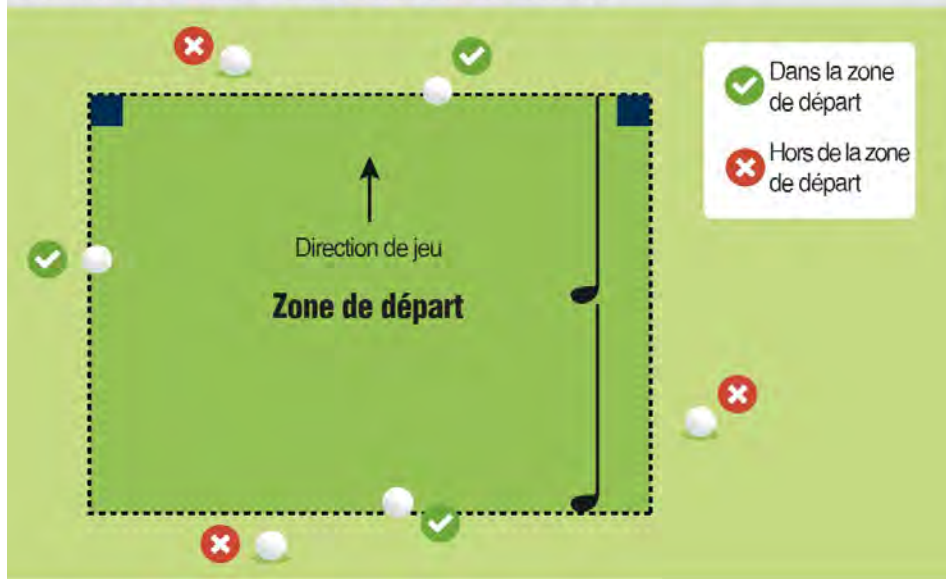 Dans la zone
de départ
Hors de la zone
de départ
Direction de jeu
Zone de départ